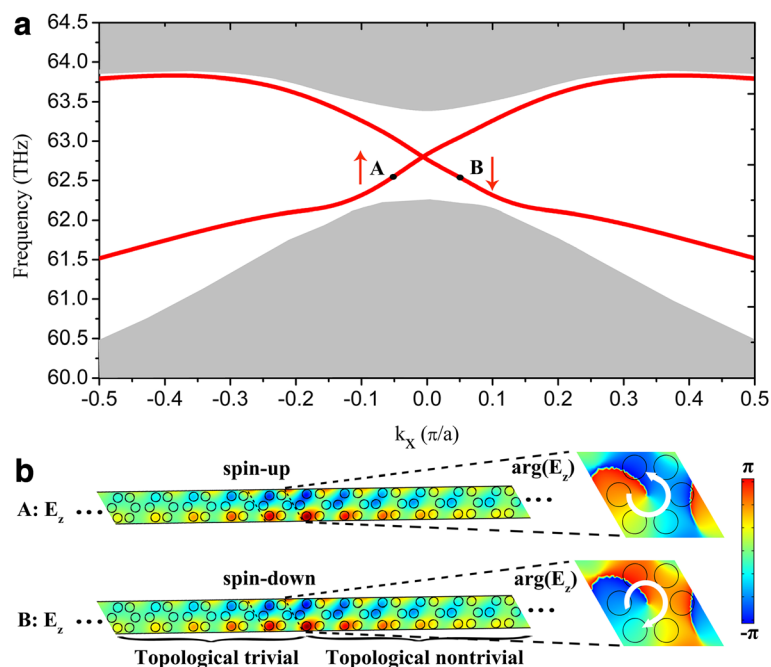 a
64.5
64.0
63.5
63.0
62.5
62.0
61.5
61.0
60.5
60.0
Frequency (THz)
A
B
-0.5 -0.4 -0.3 -0.2 -0.1 0.0 0.1 0.2 0.3 0.4 0.5
kx (π/a)
b
spin-up
arg(Ez)
π
A: Ez
spin-down
arg(Ez)
B: Ez
-π
Topological trivial Topological nontrivial